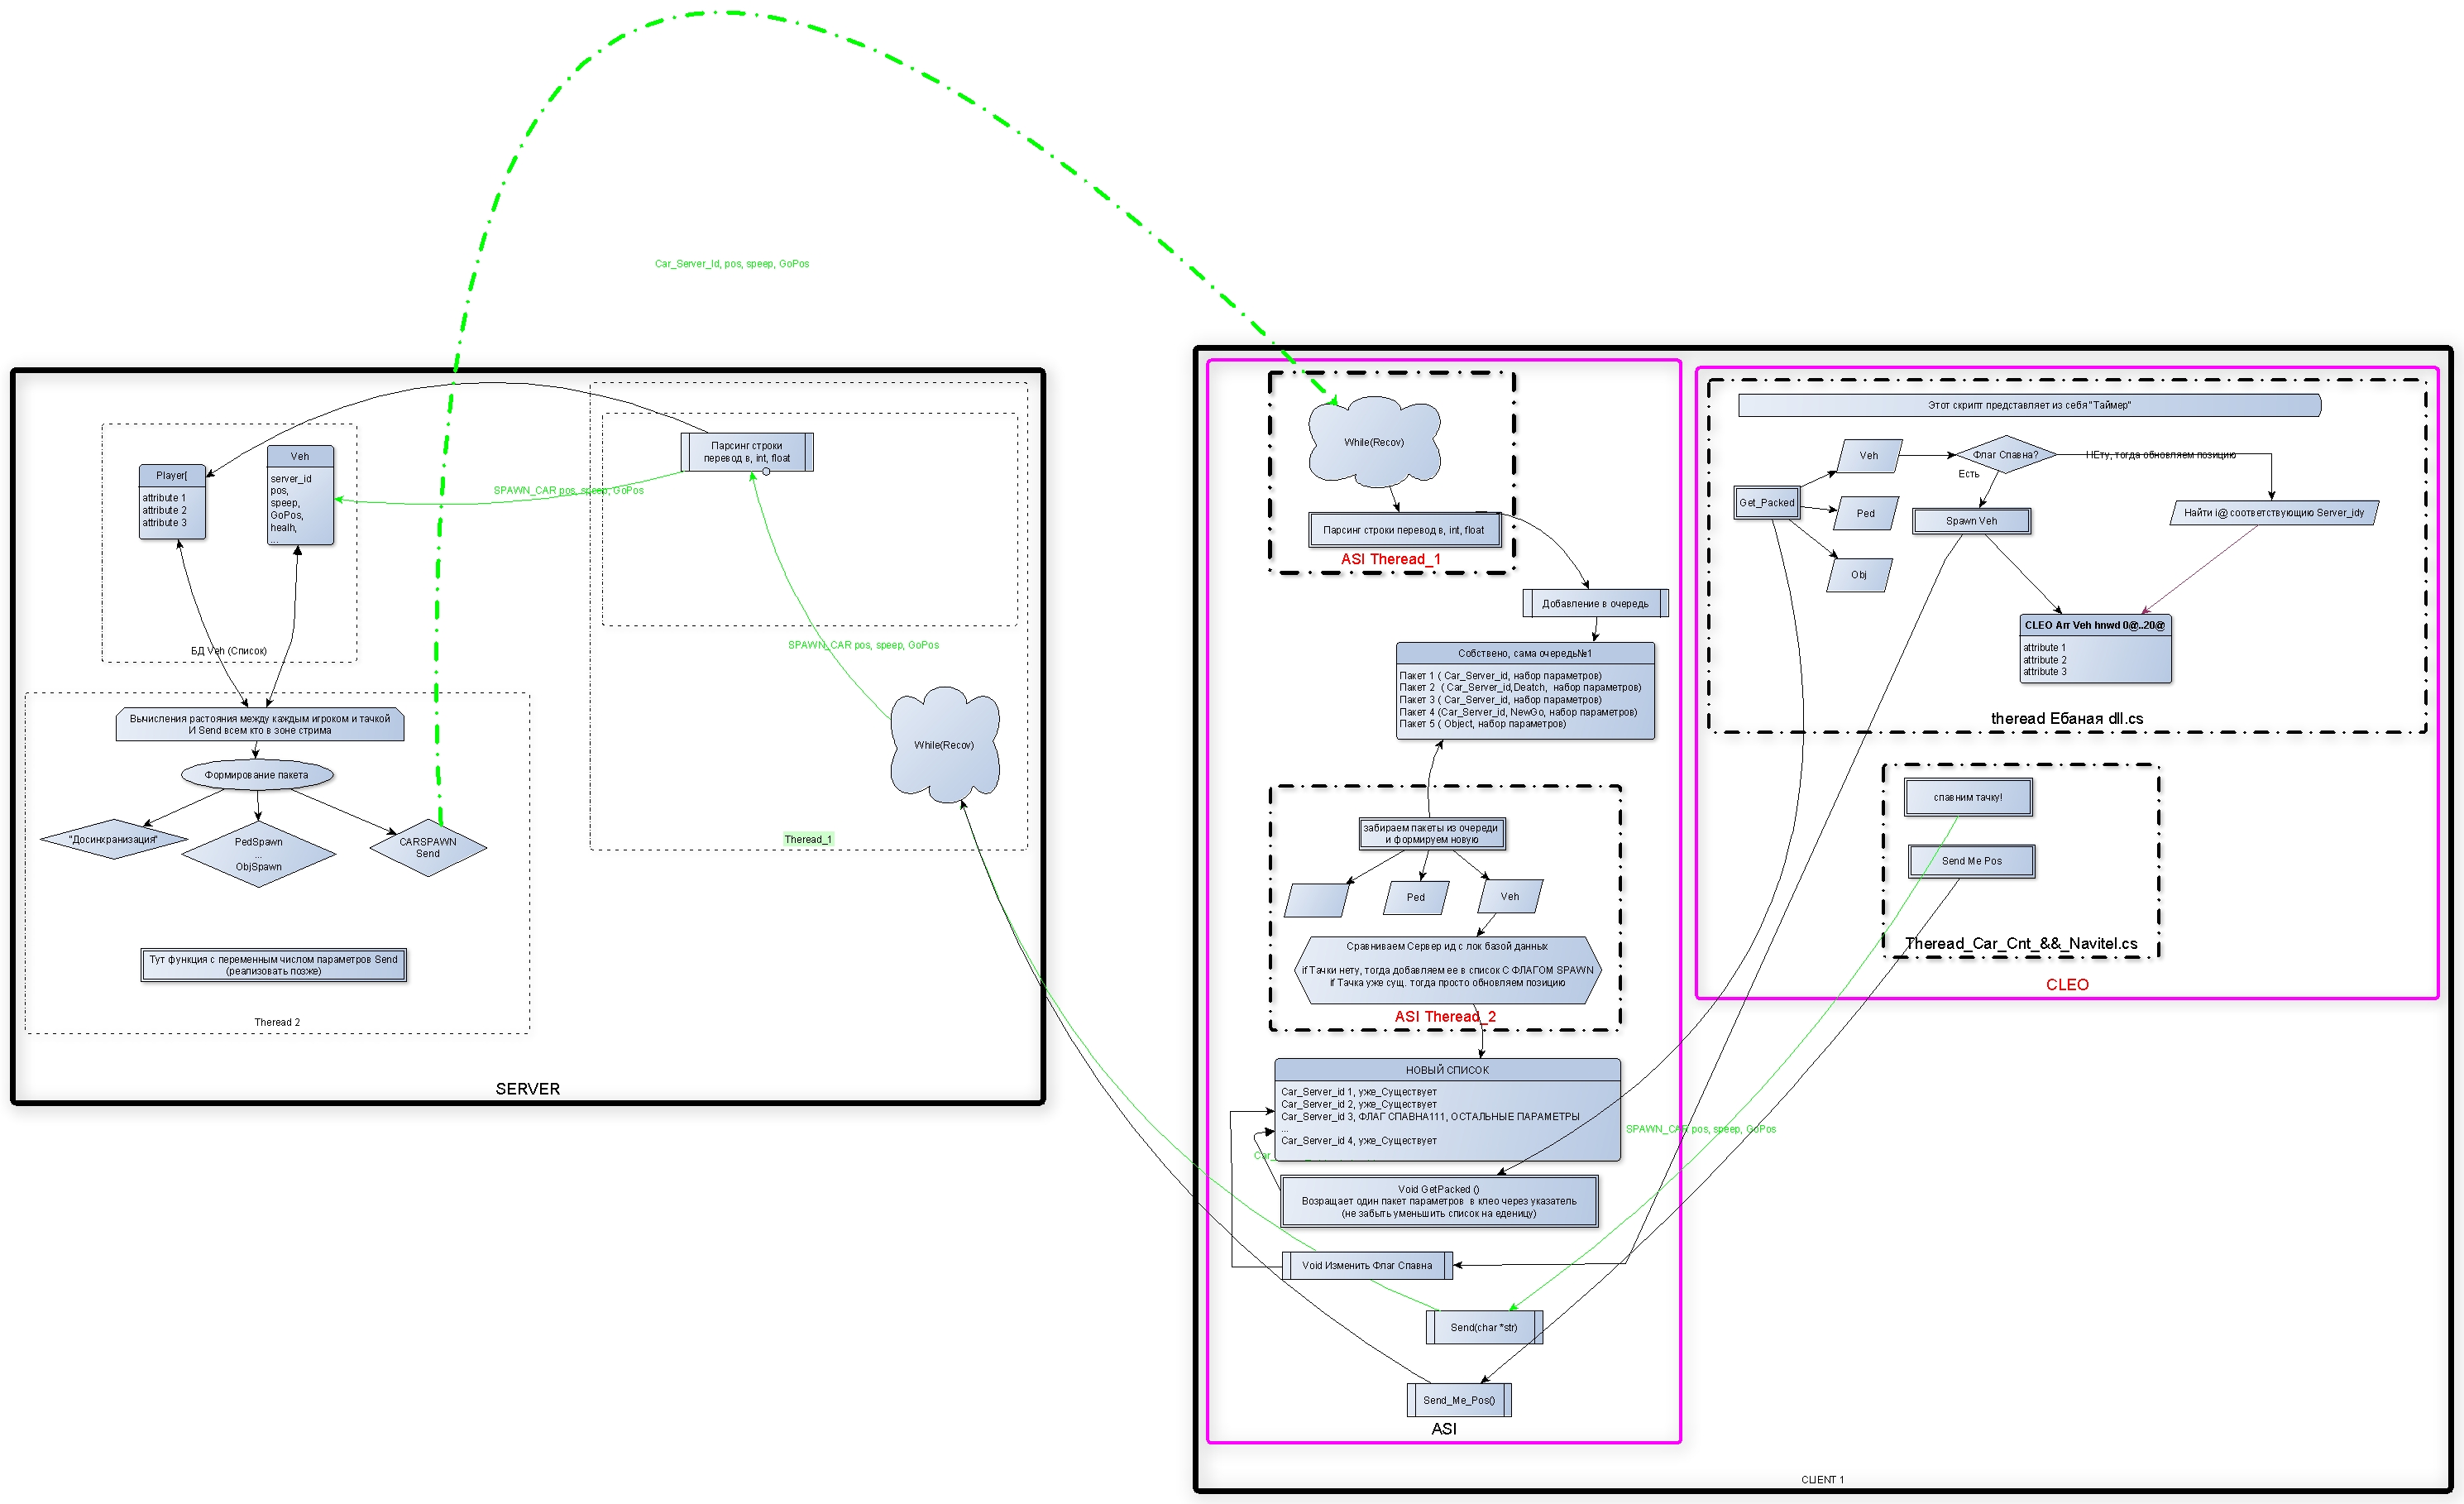 Car_Server_Id, pos, speep, GoPos
Player[
attribute 1
attribute 2
attribute 3
Veh
server_id
pos,
speep,
GoPos,
healh,
...
БД Veh (Список)
Парсинг строки
перевод в, int, float
SPAWN_CAR pos, speep, GoPos
SPAWN_CAR pos, speep, GoPos
While(Recov)
Theread_1
Вычисления растояния между каждым игроком и тачкой
И Send всем кто в зоне стрима
Формирование пакета
"Досинхранизация"
PedSpawn
...
ObjSpawn
CARSPAWN
Send
Тут функция с переменным числом параметров Send
(реализовать позже)
Theread 2
SERVER
While(Recov)
Парсинг строки перевод в, int, float
ASI Theread_1
Добавление в очередь
Собствено, сама очередь№1
Пакет 1 ( Car_Server_id, набор параметров)
Пакет 2 ( Car_Server_id,Deatch, набор параметров)
Пакет 3 ( Car_Server_id, набор параметров)
Пакет 4 (Car_Server_id, NewGo, набор параметров)
Пакет 5 ( Object, набор параметров)
забираем пакеты из очереди
и формируем новую
Ped
Veh
Сравниваем Сервер ид с лок базой данных
if Тачки нету, тогда добавляем ее в список С ФЛАГОМ SPAWN
if Тачка уже сущ. тогда просто обновляем позицию
ASI Theread_2
НОВЫЙ СПИСОК
Car_Server_id 1, уже_Существует
Car_Server_id 2, уже_Существует
Car_Server_id 3, ФЛАГ СПАВНА111, ОСТАЛЬНЫЕ ПАРАМЕТРЫ
...
Car_Server_id 4, уже_Существует
Car_
SPAWN_CAR pos, speep, GoPos
Void GetPacked ()
Возращает один пакет параметров в клео через указатель
(не забыть уменьшить список на еденицу)
Void Изменить Флаг Спавна
Send(char *str)
Send_Me_Pos()
ASI
Этот скрипт представляет из себя "Таймер"
Get_Packed
Veh
Ped
Obj
Флаг Спавна?
Есть
НЕту, тогда обновляем позицию
Spawn Veh
Найти i@ соответствующию Server_idy
CLEO Arr Veh hnwd 0@..20@
attribute 1
attribute 2
attribute 3
theread Ебаная dll.cs
спавним тачку!
Send Me Pos
Theread_Car_Cnt_&&_Navitel.cs
CLEO
CLIENT 1